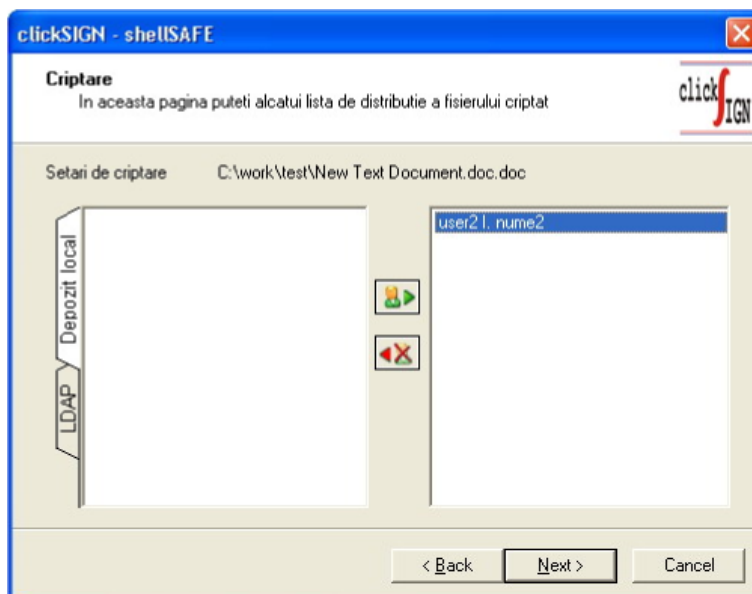 clickSIGN - shellSAFE
Criptare
In aceasta pagina puteti alcatui lista de distributie a fisierului criptat
click SIGN
Setari de criptare C:\work\test\New Text Document.doc.doc
Depozit local
LDAP
user2 I. nume2
< Back Next > Cancel